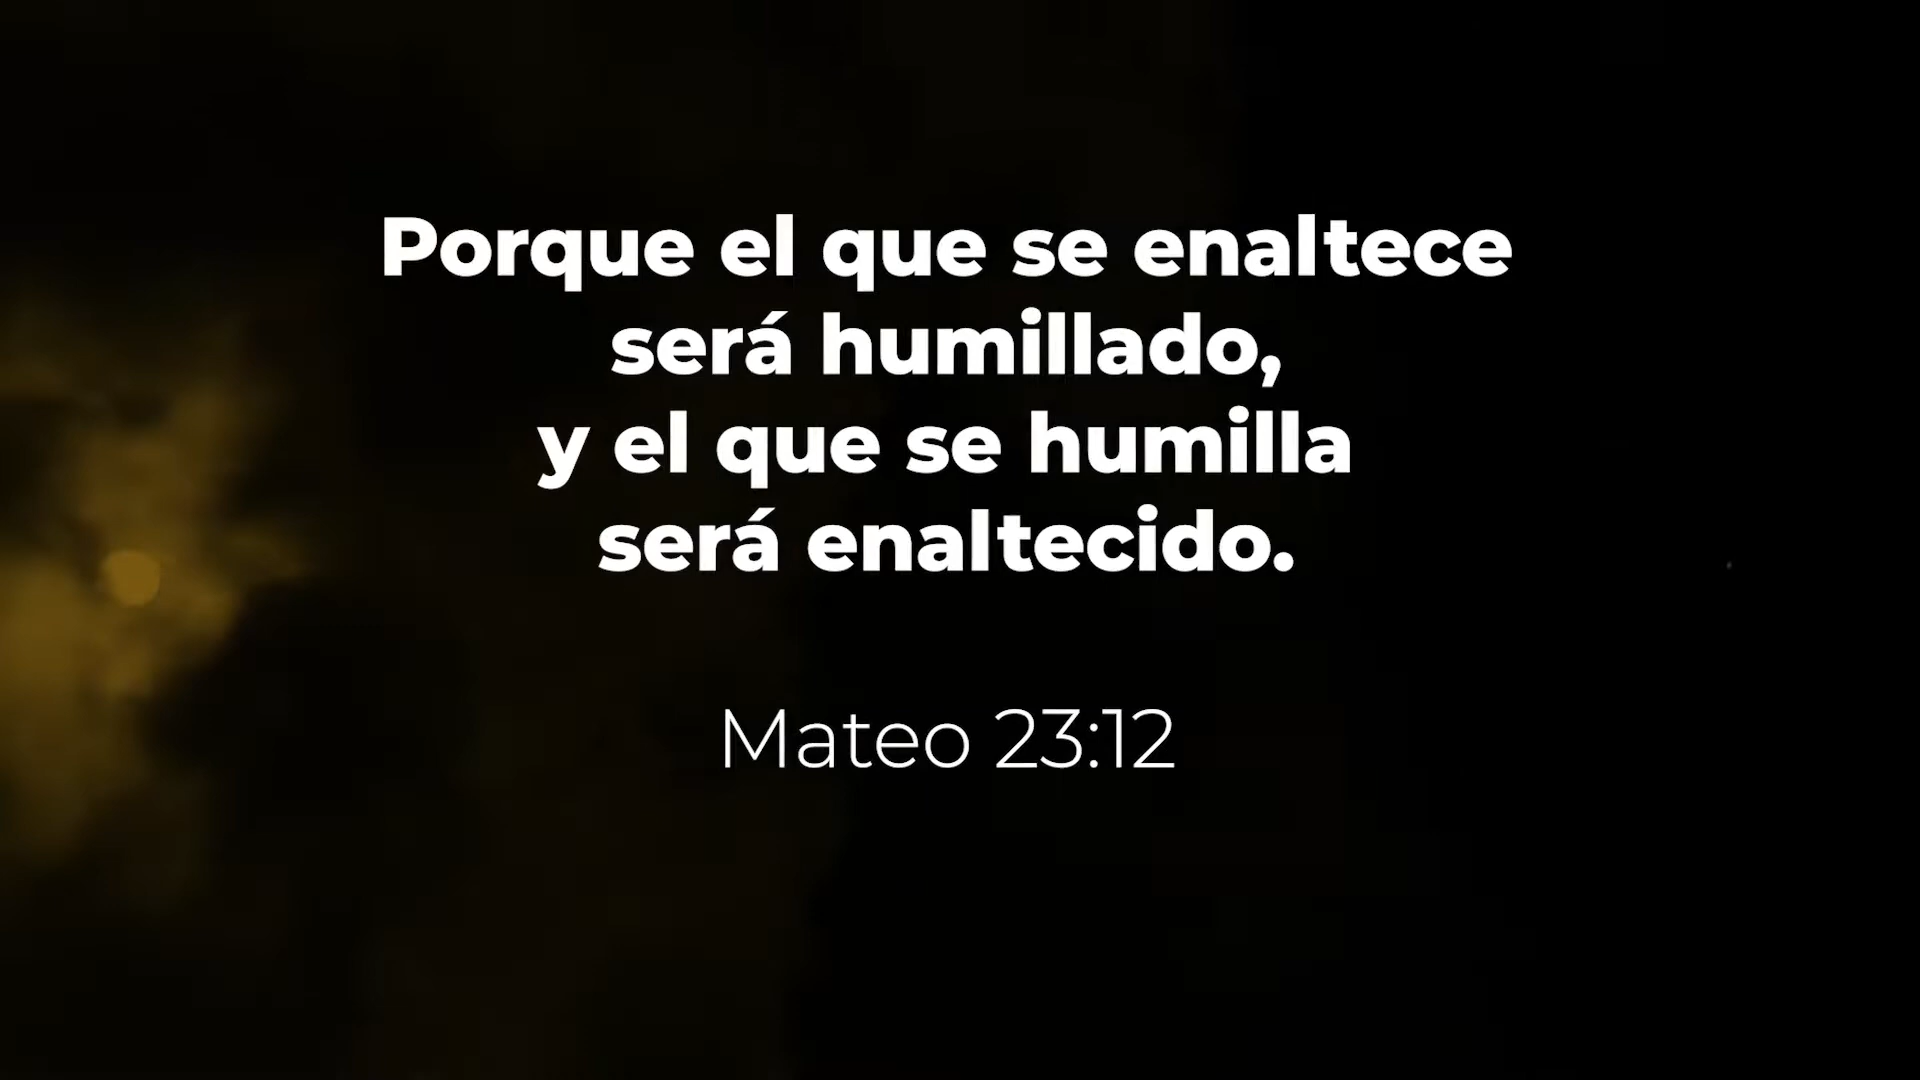 Porque el que se enaltece
será humillado,
y el que se humilla
será enaltecido.
Mateo 23:12